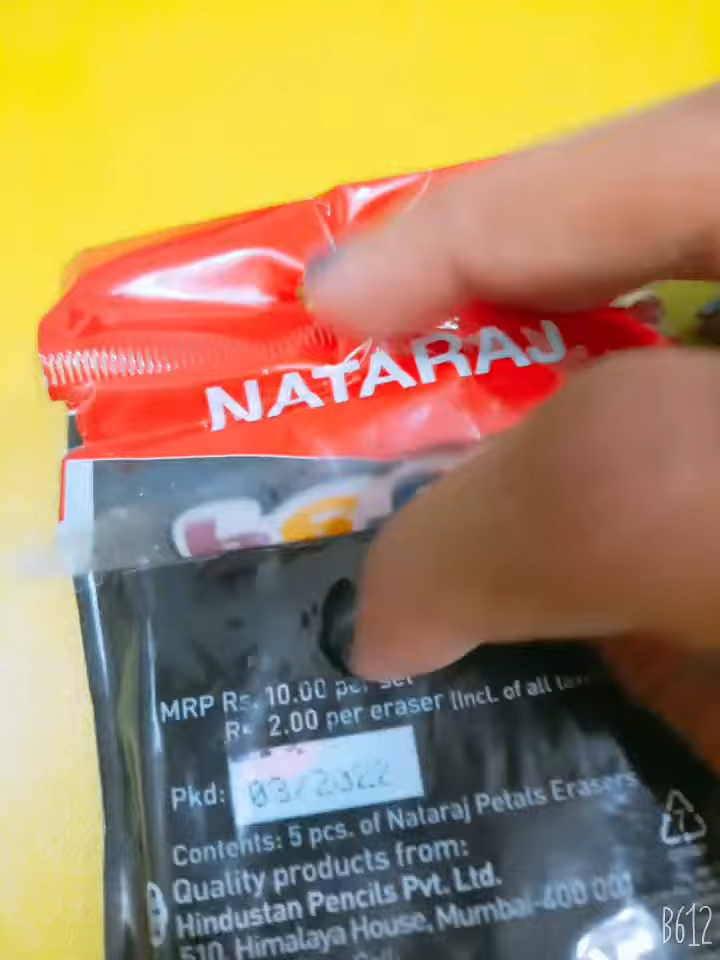 NATARAJ
MRP Rs. 10.00 per set
Rs. 2.00 per eraser (Incl. of all
Pkd: 03/2022
Contents: 5 pcs. of Nataraj Petals Erasers
Quality products from:
Hindustan Pencils Pvt. Ltd.
510, Himalaya House, Mumbai-400 001
B612